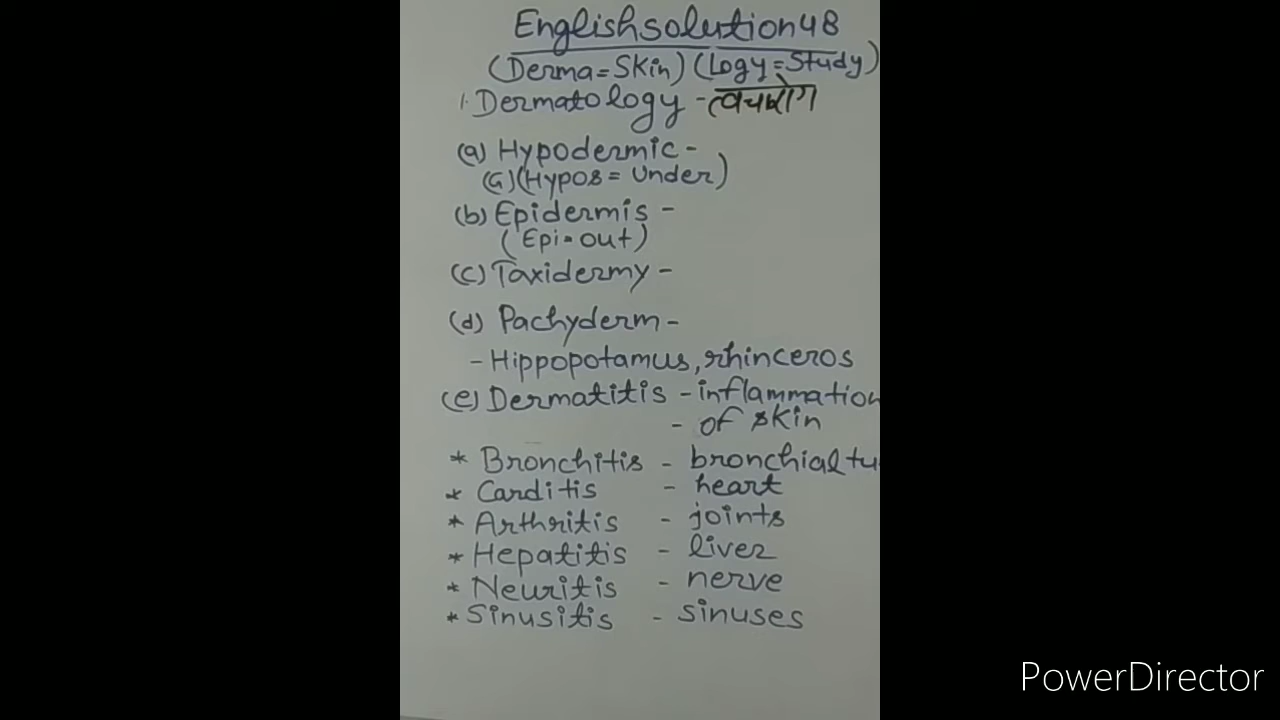 Englishsolution48
(Derma=Skin) (Logy=Study)
1. Dermatology -
(a) Hypodermic -
(G)(Hypos = Under)
(b) Epidermis -
( Epi=out)
(c) Taxidermy -
(d) Pachyderm -
- Hippopotamus, rhinceros
(e) Dermatitis - inflammation
- of skin
* Bronchitis - bronchial tu
* Carditis - heart
* Arthritis - joints
* Hepatitis - liver
* Neuritis - nerve
* Sinusitis - sinuses
PowerDirector